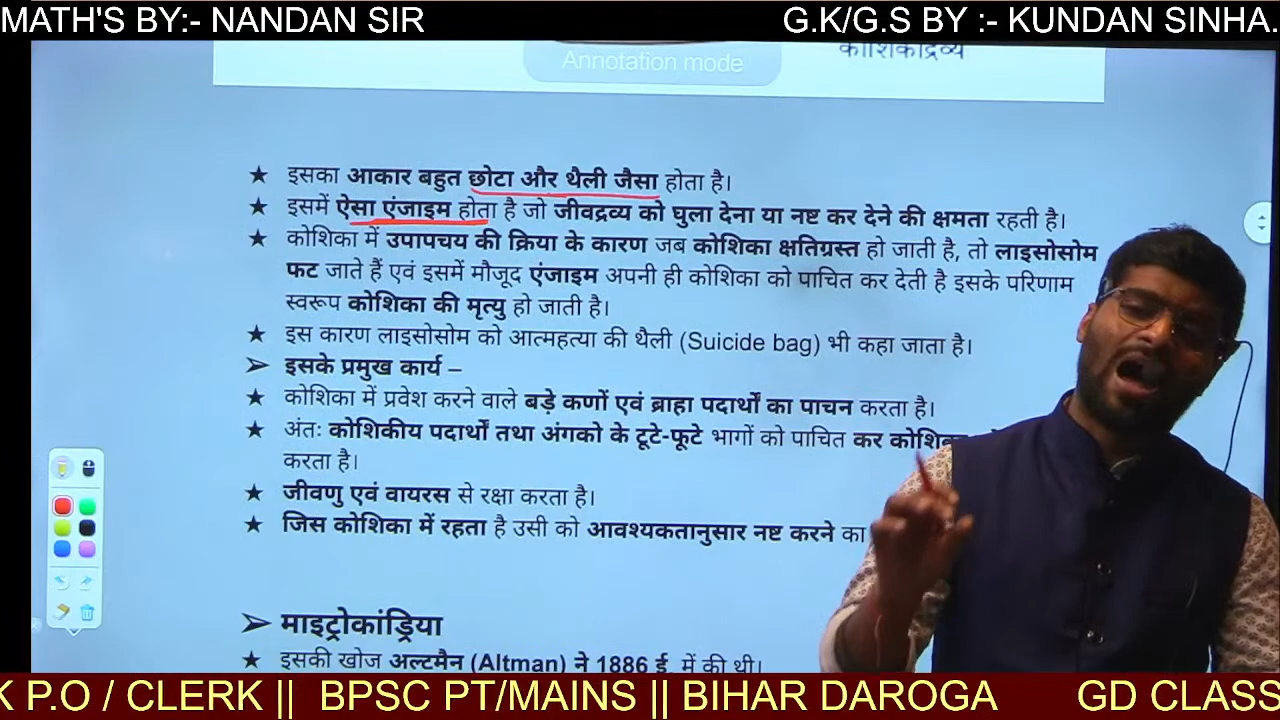 MATH'S BY:- NANDAN SIR
G.K/G.S BY :- KUNDAN SINHA.
Annotation mode
कोशिकाद्रव्य
★ इसका आकार बहुत छोटा और थैली जैसा होता है।
★ इसमें ऐसा एंजाइम होता है जो जीवद्रव्य को घुला देना या नष्ट कर देने की क्षमता रहती है।
★ कोशिका में उपापचय की क्रिया के कारण जब कोशिका क्षतिग्रस्त हो जाती है, तो लाइसोसोम
फट जाते हैं एवं इसमें मौजूद एंजाइम अपनी ही कोशिका को पाचित कर देती है इसके परिणाम
स्वरूप कोशिका की मृत्यु हो जाती है।
★ इस कारण लाइसोसोम को आत्महत्या की थैली (Suicide bag) भी कहा जाता है।
➢ इसके प्रमुख कार्य –
★ कोशिका में प्रवेश करने वाले बड़े कणों एवं ब्राहा पदार्थों का पाचन करता है।
★ अंतः कोशिकीय पदार्थों तथा अंगको के टूटे-फूटे भागों को पाचित कर
करता है।
★ जीवणु एवं वायरस से रक्षा करता है।
★ जिस कोशिका में रहता है उसी को आवश्यकतानुसार नष्ट करने का
➢ माइट्रोकांड्रिया
★ इसकी खोज अल्टमैन (Altman) ने 1886 ई. में की थी।
K P.O / CLERK || BPSC PT/MAINS || BIHAR DAROGA GD CLASS